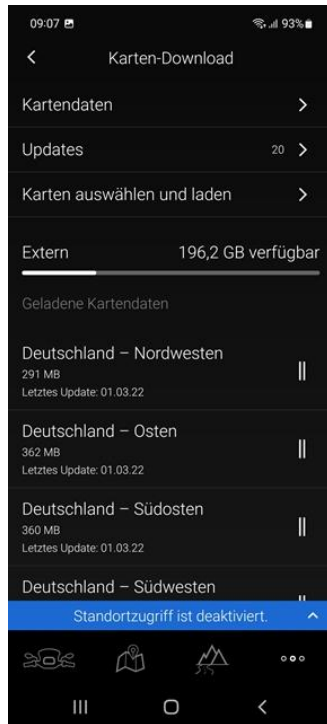 09:07 93%
Karten-Download
Kartendaten
Updates 20
Karten auswählen und laden
Extern 196,2 GB verfügbar
Geladene Kartendaten
Deutschland – Nordwesten
291 MB
Letztes Update: 01.03.22
Deutschland – Osten
362 MB
Letztes Update: 01.03.22
Deutschland – Südosten
360 MB
Letztes Update: 01.03.22
Deutschland – Südwesten
Standortzugriff ist deaktiviert.